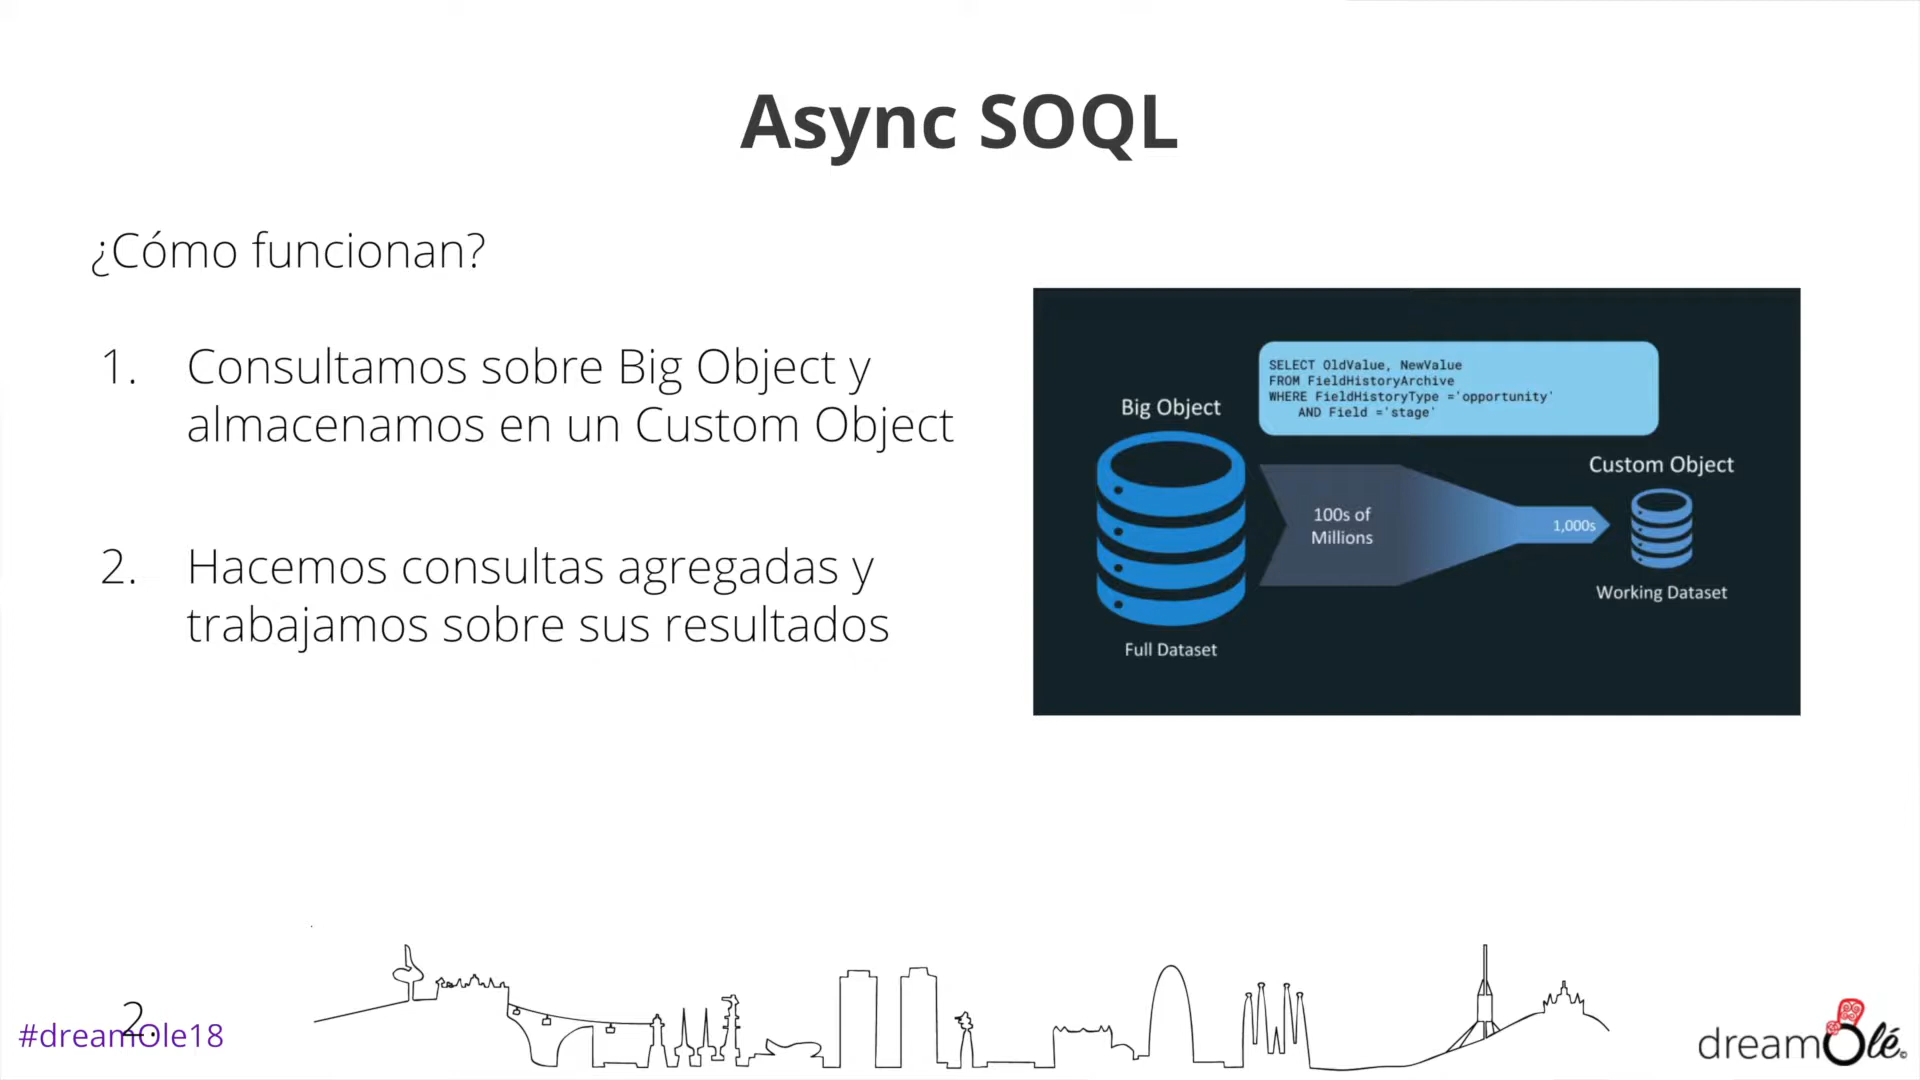 Async SOQL
¿Cómo funcionan?
1. Consultamos sobre Big Object y
almacenamos en un Custom Object
2. Hacemos consultas agregadas y
trabajamos sobre sus resultados
SELECT OldValue, NewValue
FROM FieldHistoryArchive
WHERE FieldHistoryType ='opportunity'
AND Field ='stage'
Big Object
Custom Object
100s of
Millions
1,000s
Working Dataset
Full Dataset
2.
#dreamOle18
dreamOlé©